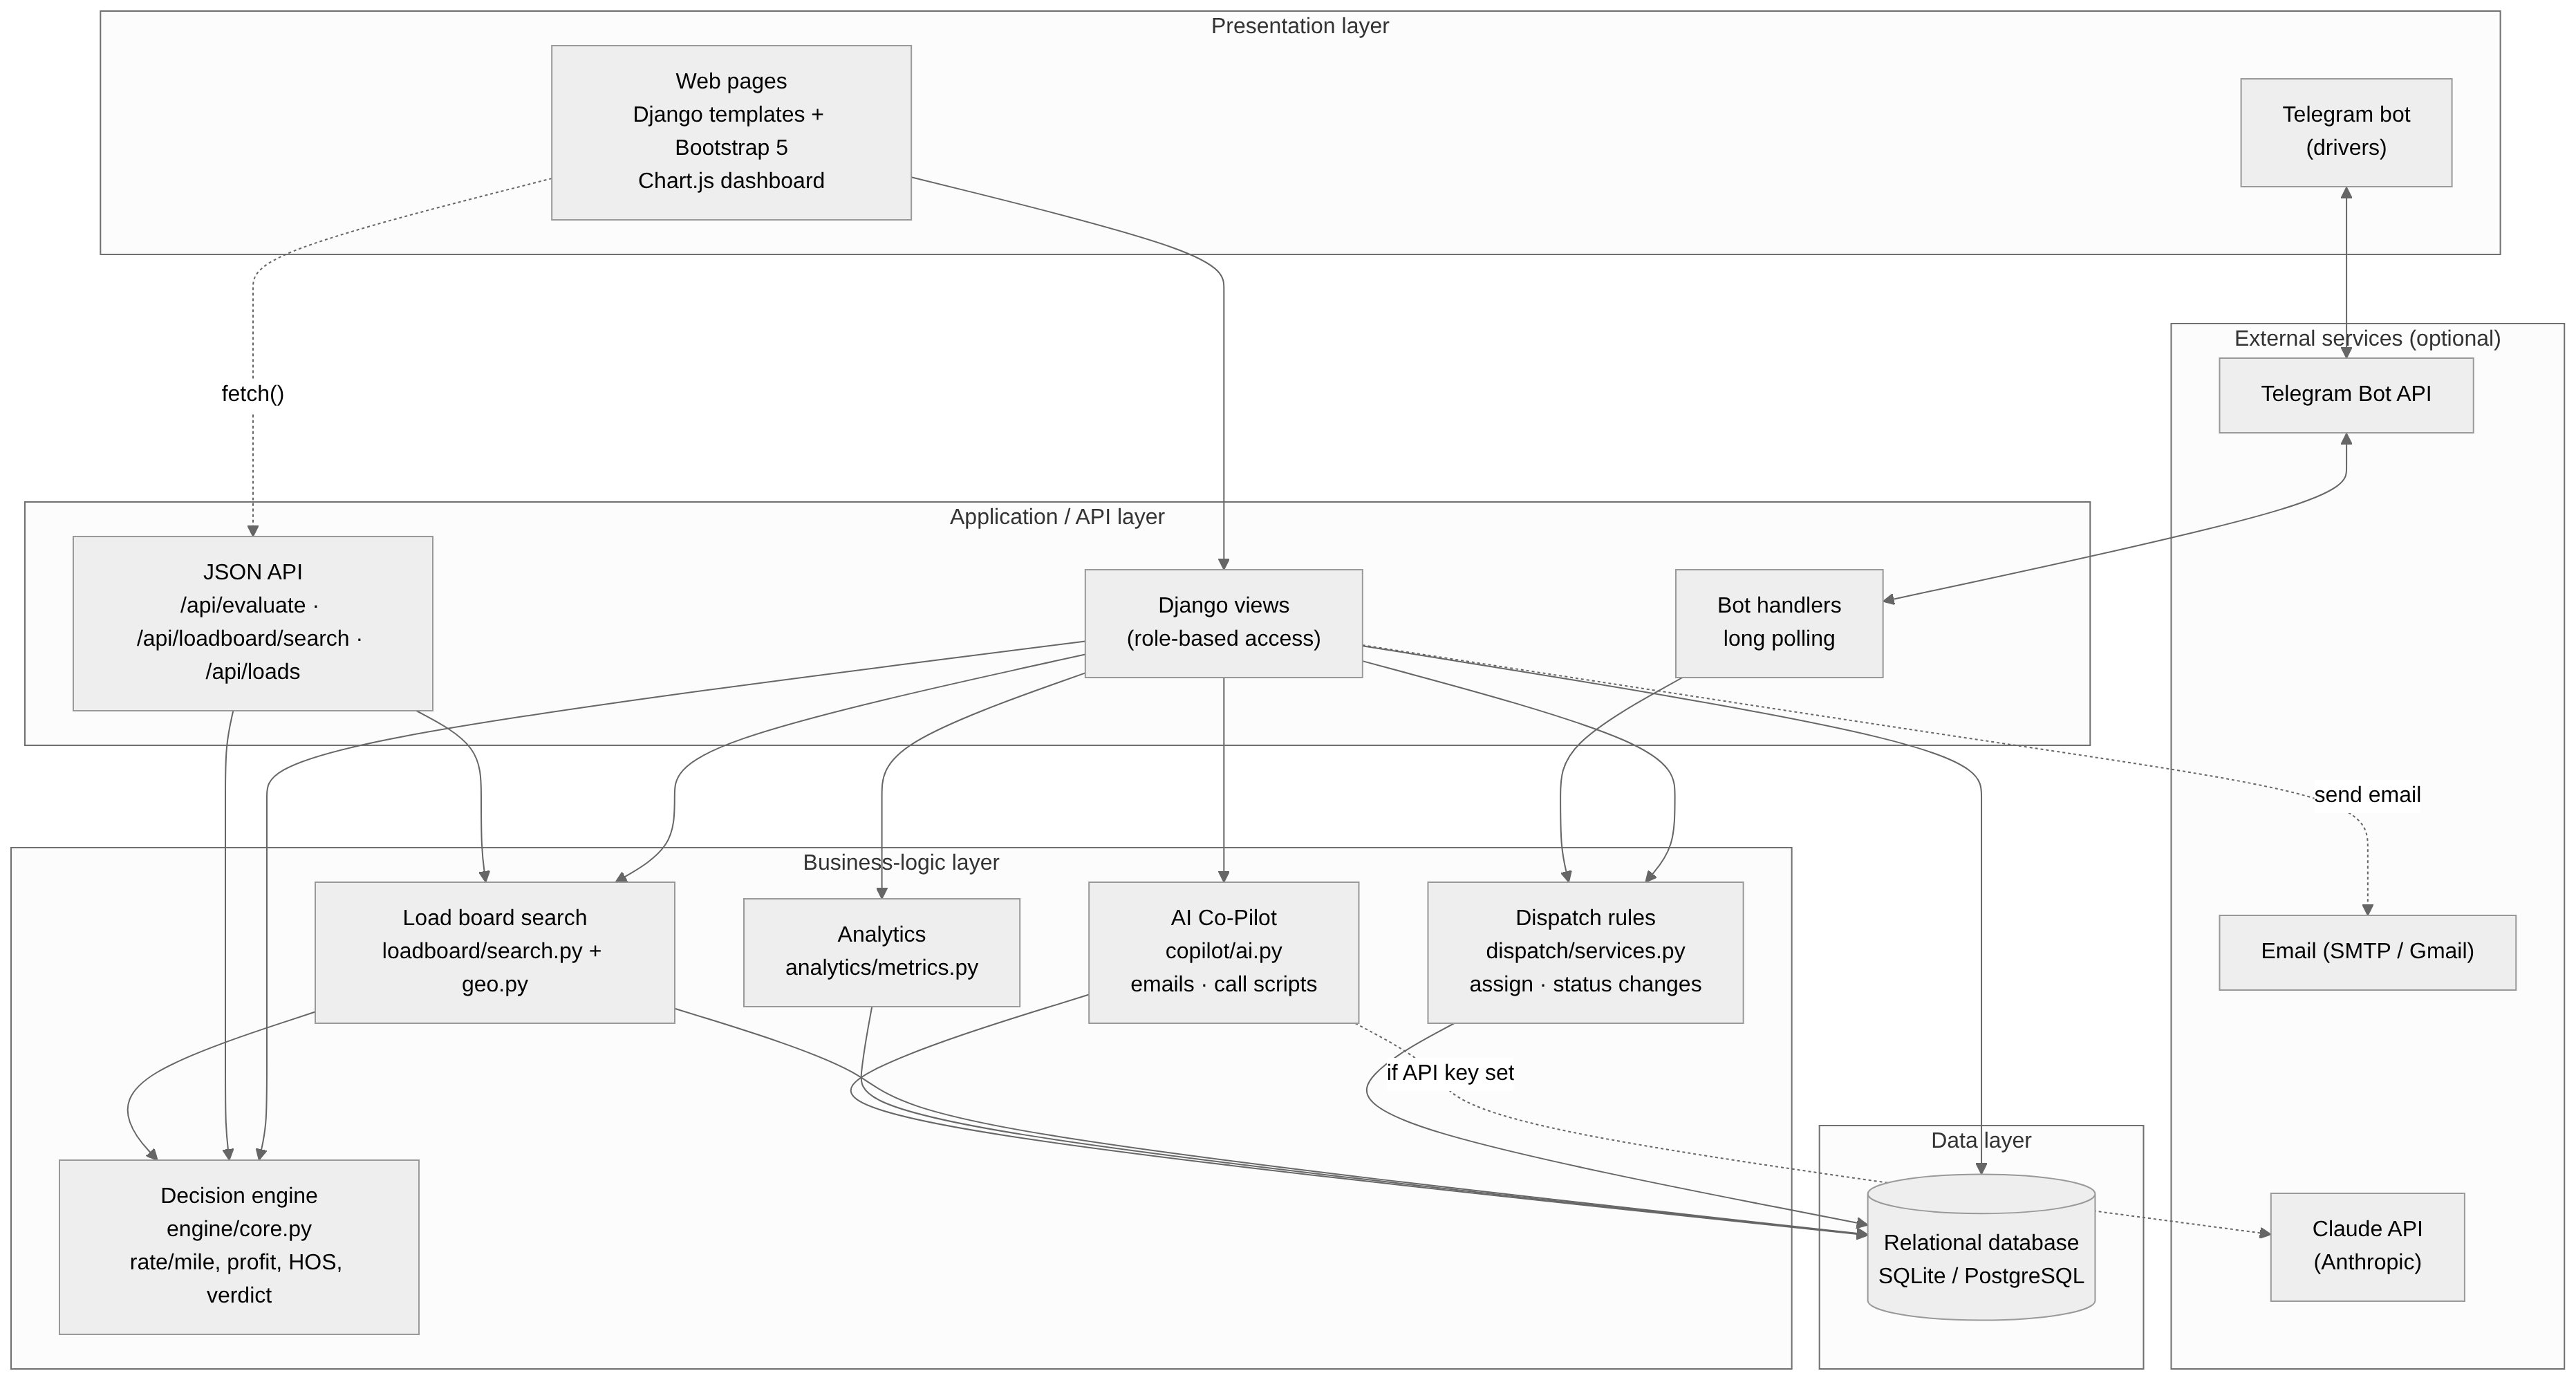 Presentation layer
Web pages
Django templates +
Bootstrap 5
Chart.js dashboard
Telegram bot
(drivers)
External services (optional)
Telegram Bot API
fetch()
Application / API layer
JSON API
/api/evaluate ·
/api/loadboard/search ·
/api/loads
Django views
(role-based access)
Bot handlers
long polling
send email
Business-logic layer
Load board search
loadboard/search.py +
geo.py
Analytics
analytics/metrics.py
AI Co-Pilot
copilot/ai.py
emails · call scripts
Dispatch rules
dispatch/services.py
assign · status changes
Email (SMTP / Gmail)
if API key set
Data layer
Decision engine
engine/core.py
rate/mile, profit, HOS,
verdict
Relational database
SQLite / PostgreSQL
Claude API
(Anthropic)